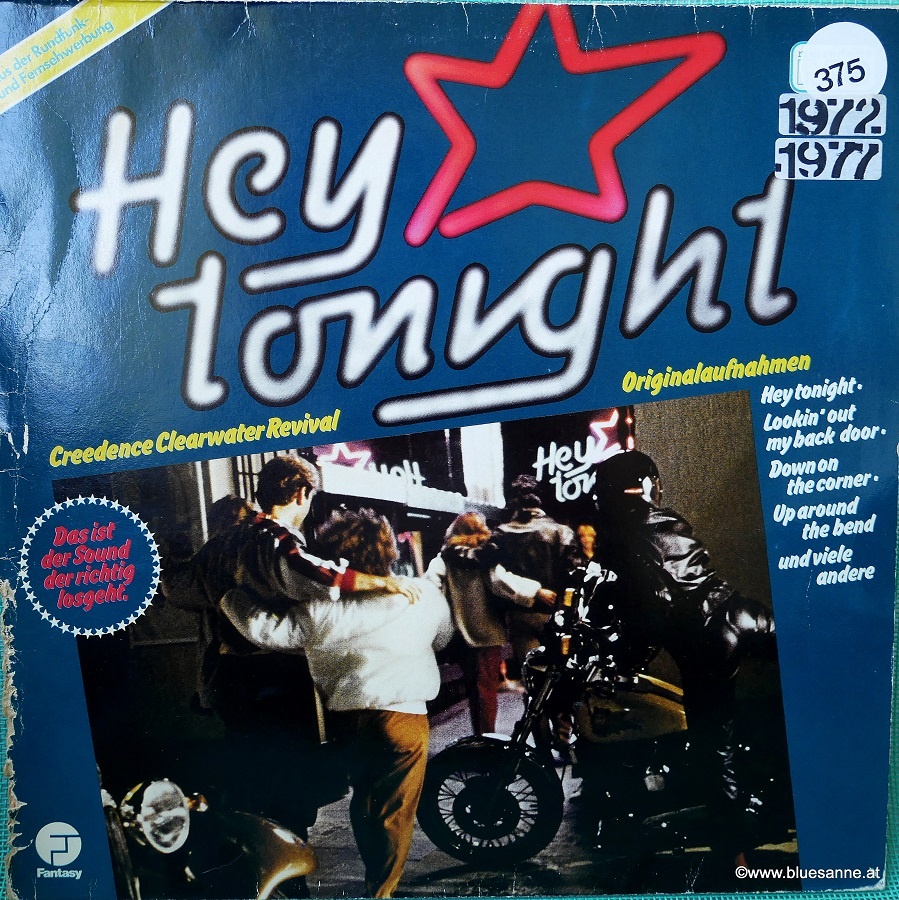 aus der Rundfunk-
und Fernsehwerbung
375
1972
1977
Hey
tonight
Originalaufnahmen
Creedence Clearwater Revival
Hey tonight •
Lookin' out
my back door •
Down on
the corner •
Up around
the bend
und viele
andere
Hey
ton
Das ist
der Sound
der richtig
losgeht.
Fantasy
©www.bluesanne.at